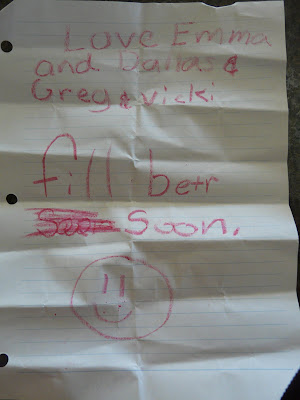 Love Emma
and Dallas &
Greg & vicki
fill betr
Soon.